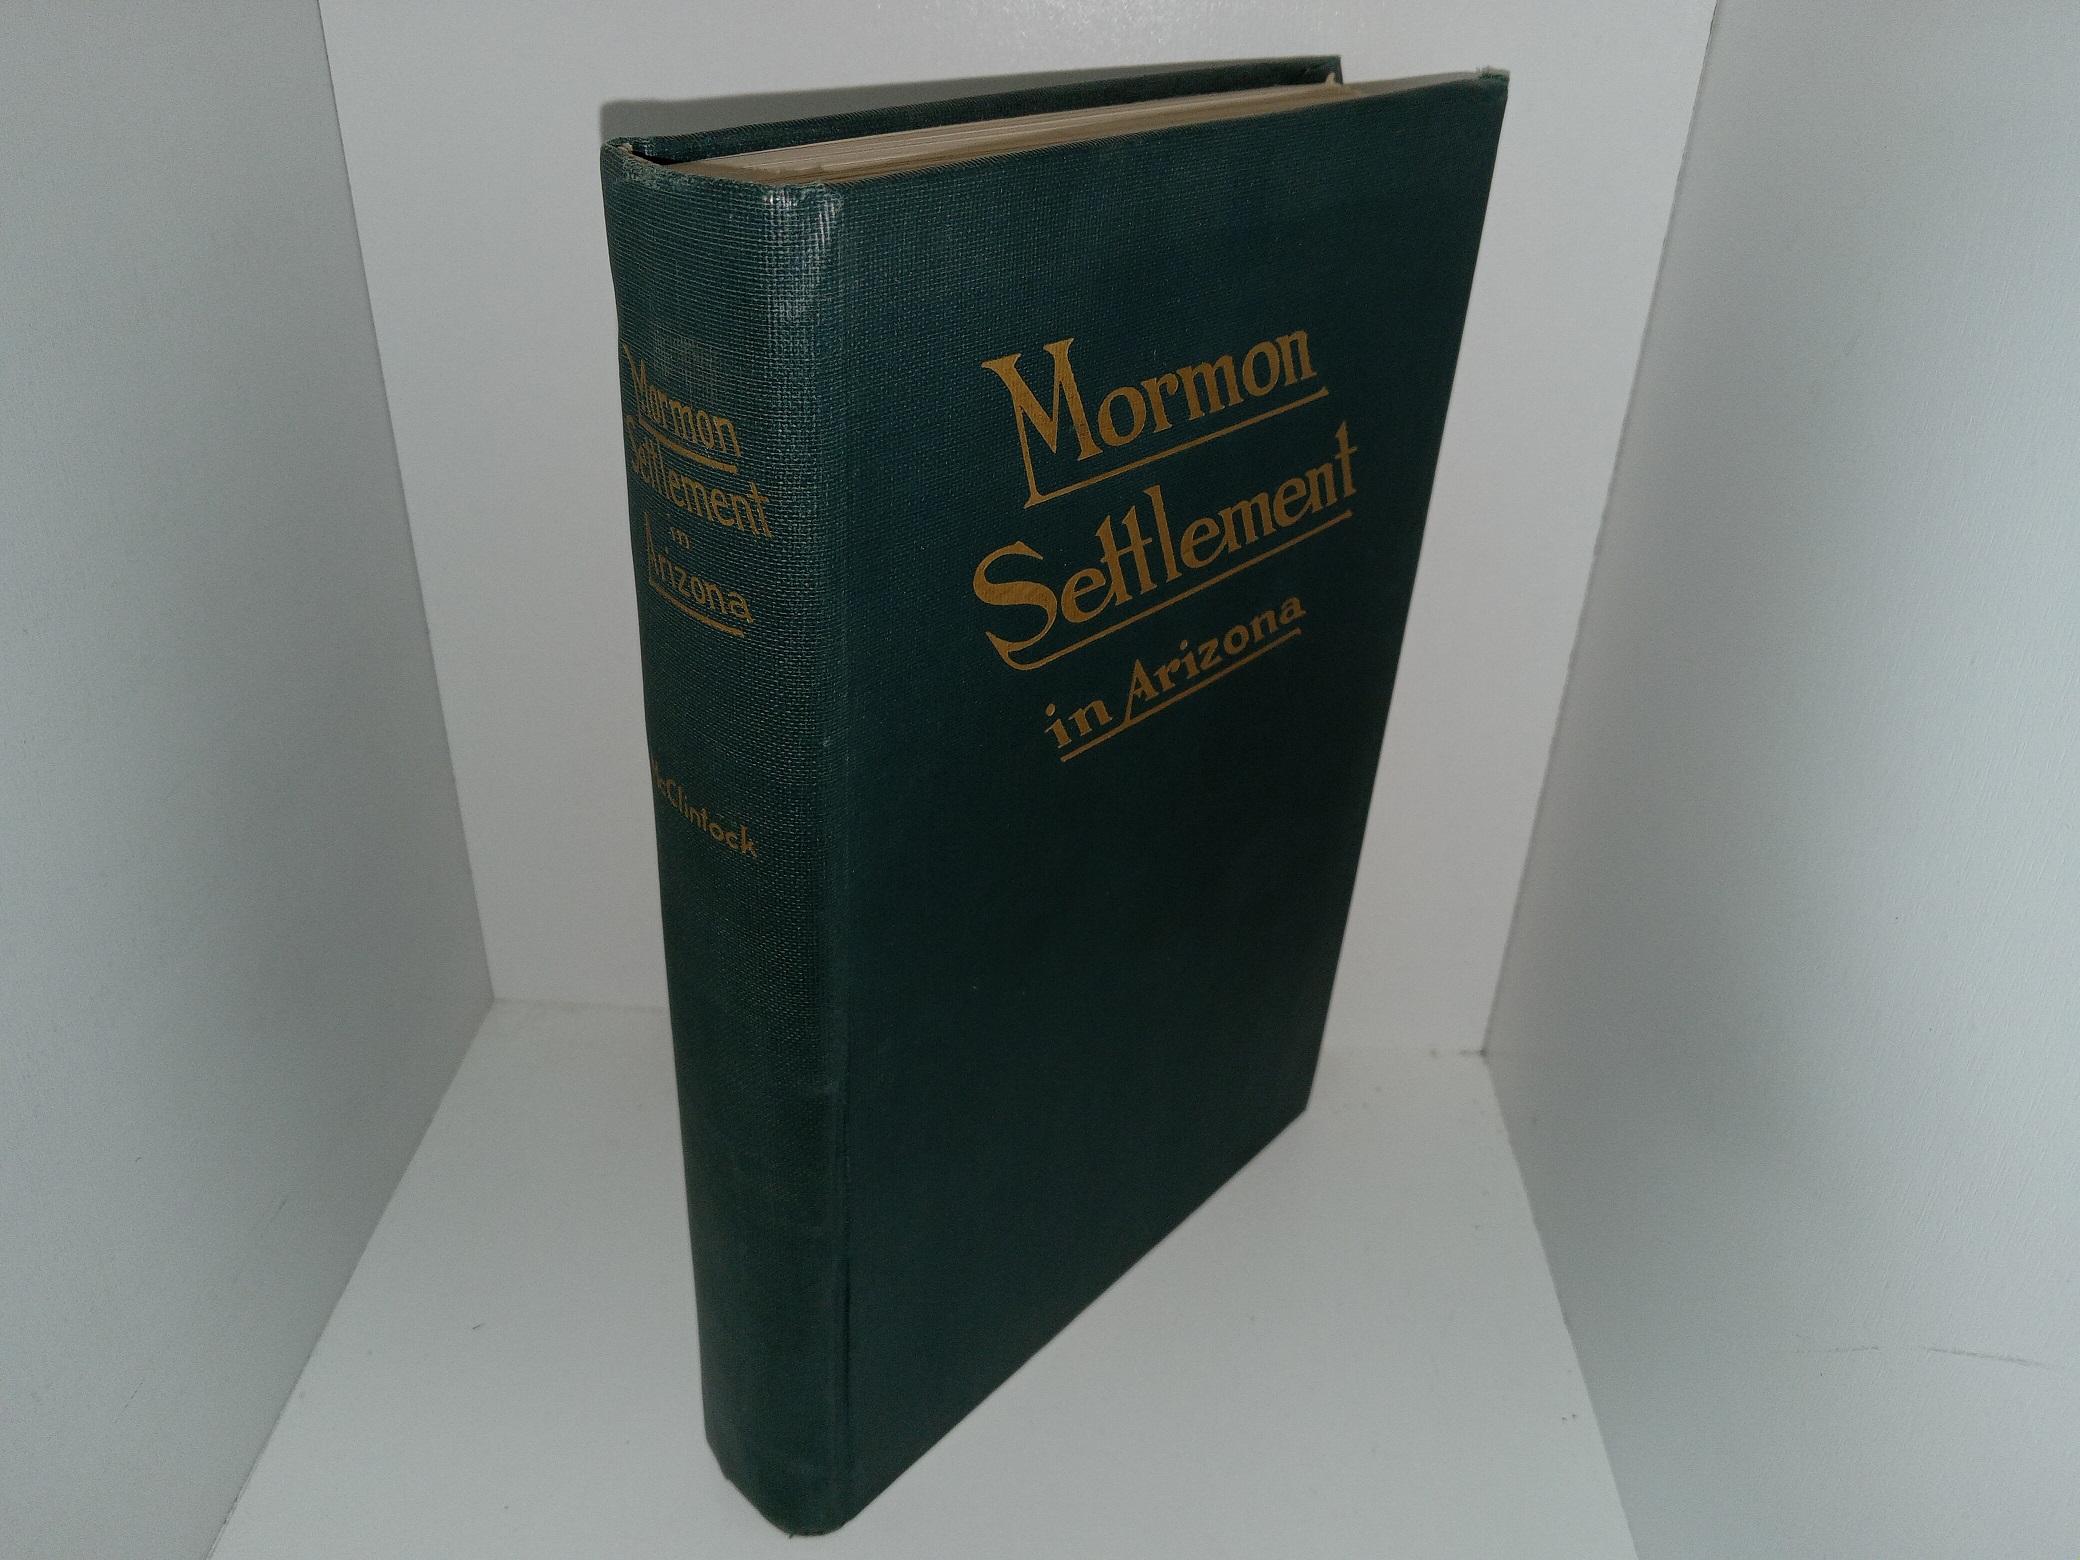 Mormon
Settlement
in
Arizona
McClintock
Mormon
Settlement
in Arizona